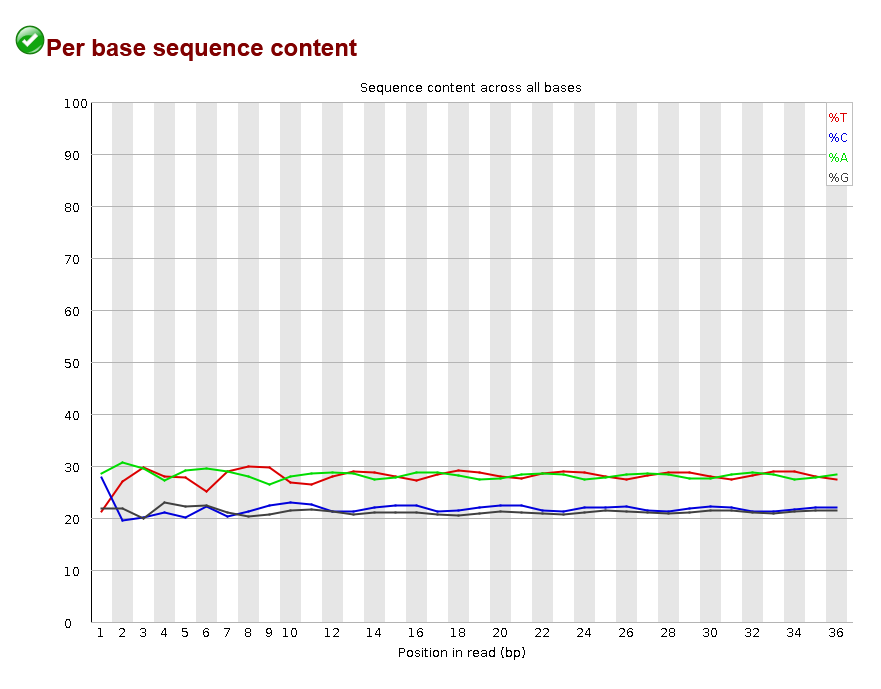 Per base sequence content
Sequence content across all bases
%T
%C
%A
%G
100
90
80
70
60
50
40
30
20
10
0
1 2 3 4 5 6 7 8 9 10 12 14 16 18 20 22 24 26 28 30 32 34 36
Position in read (bp)